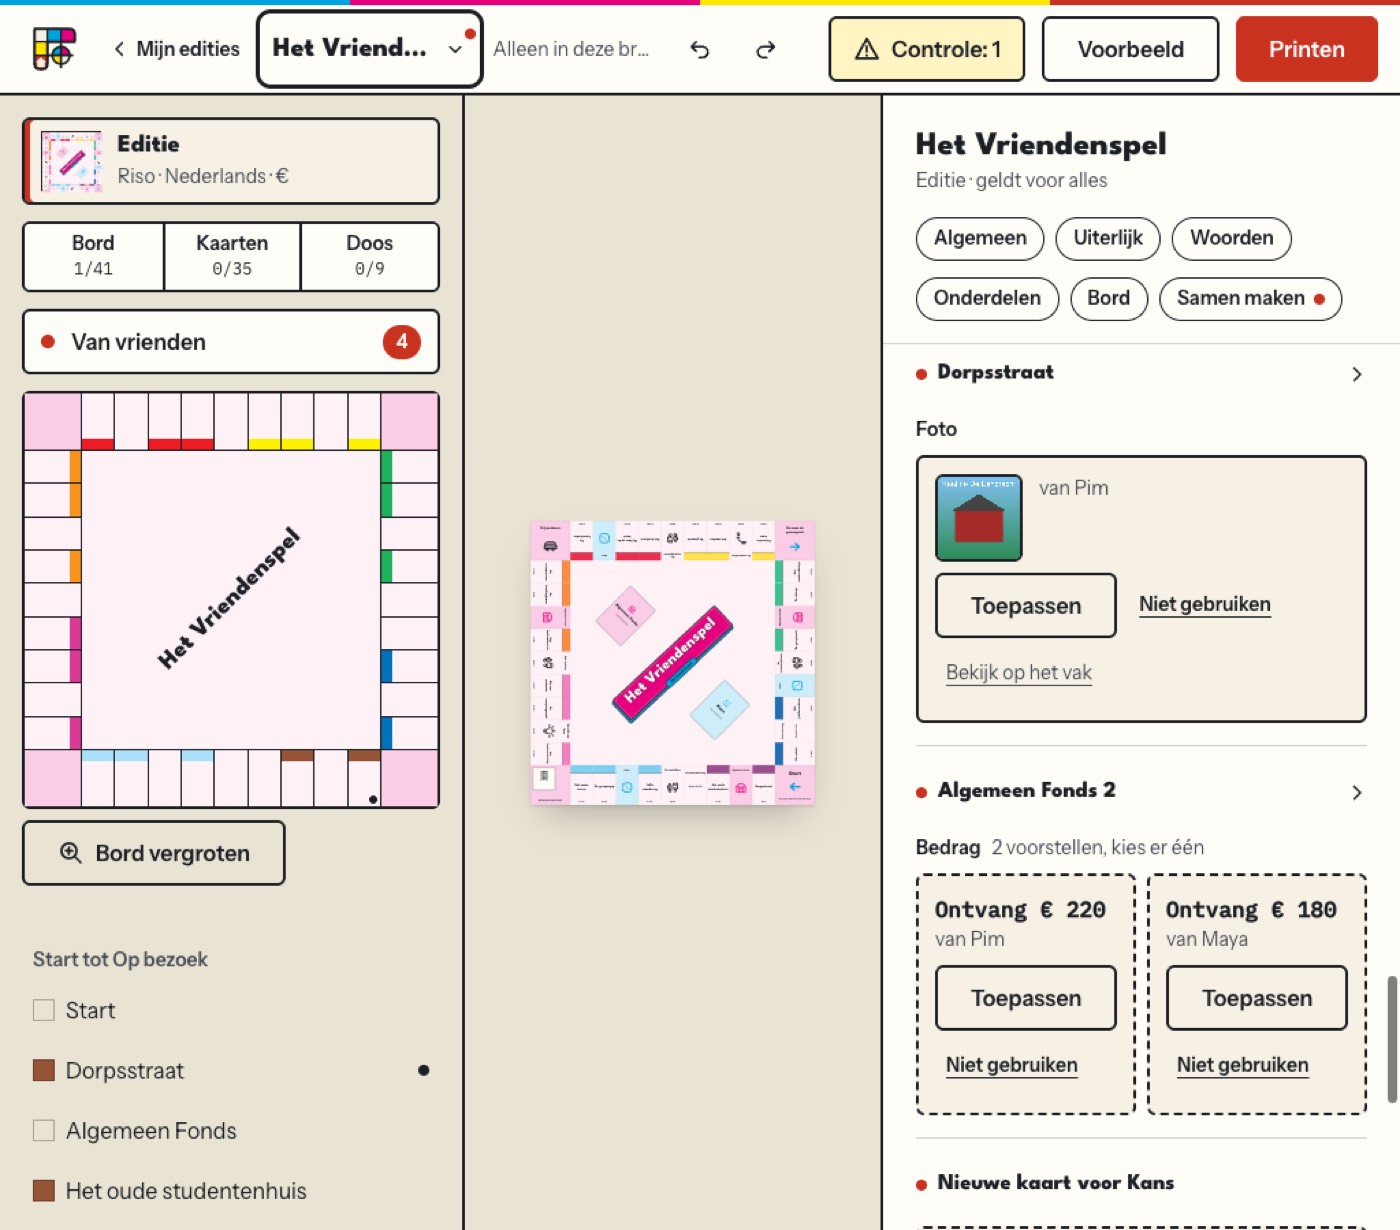 Mijn edities
Het Vriend...
Alleen in deze br...
Controle: 1
Voorbeeld
Printen
Editie
Riso · Nederlands · €
Bord
1/41
Kaarten
0/35
Doos
0/9
Van vrienden
4
Het Vriendenspel
Bord vergroten
Start tot Op bezoek
Start
Dorpsstraat
Algemeen Fonds
Het oude studentenhuis
Het Vriendenspel
Het Vriendenspel
Editie · geldt voor alles
Algemeen
Uiterlijk
Woorden
Onderdelen
Bord
Samen maken
Dorpsstraat
Foto
van Pim
Toepassen
Niet gebruiken
Bekijk op het vak
Algemeen Fonds 2
Bedrag 2 voorstellen, kies er één
Ontvang € 220
van Pim
Toepassen
Niet gebruiken
Ontvang € 180
van Maya
Toepassen
Niet gebruiken
Nieuwe kaart voor Kans